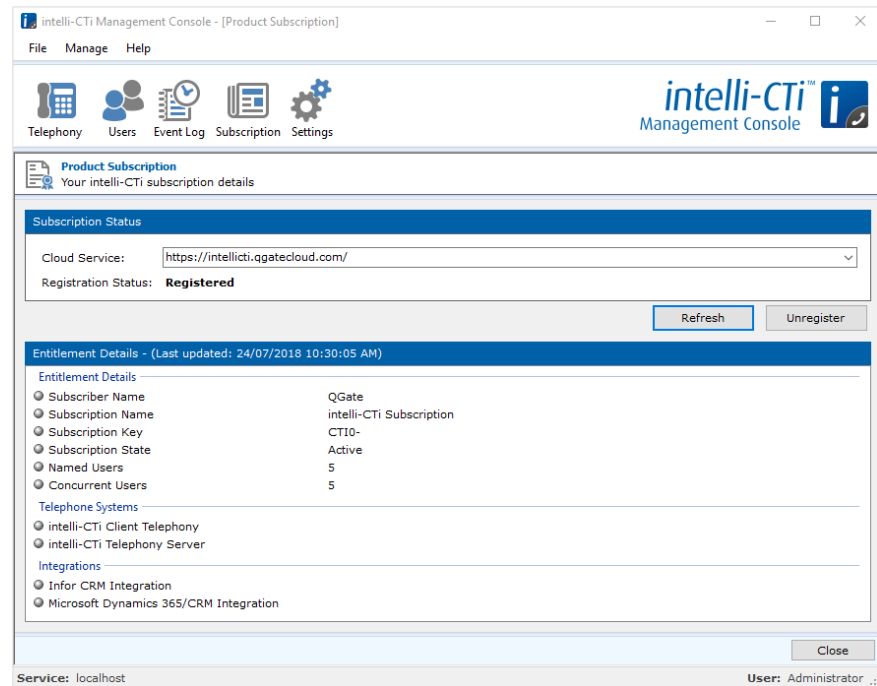 intelli-CTi Management Console - [Product Subscription]
File Manage Help
Telephony Users Event Log Subscription Settings
intelli-CTi™
Management Console
Product Subscription
Your intelli-CTi subscription details
Subscription Status
Cloud Service: https://intellicti.qgatecloud.com/
Registration Status: Registered
Refresh Unregister
Entitlement Details - (Last updated: 24/07/2018 10:30:05 AM)
Entitlement Details
Subscriber Name QGate
Subscription Name intelli-CTi Subscription
Subscription Key CTI0-
Subscription State Active
Named Users 5
Concurrent Users 5
Telephone Systems
intelli-CTi Client Telephony
intelli-CTi Telephony Server
Integrations
Infor CRM Integration
Microsoft Dynamics 365/CRM Integration
Close
Service: localhost User: Administrator